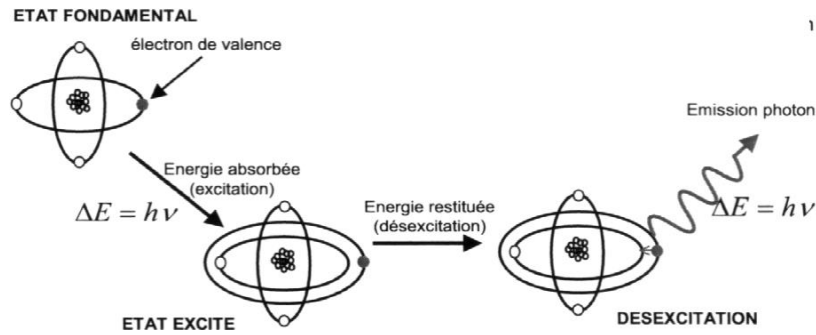 ETAT FONDAMENTAL
électron de valence
Emission photon
Energie absorbée
(excitation)
ΔE = hν
Energie restituée
(désexcitation)
ΔE = hν
ETAT EXCITE
DESEXCITATION